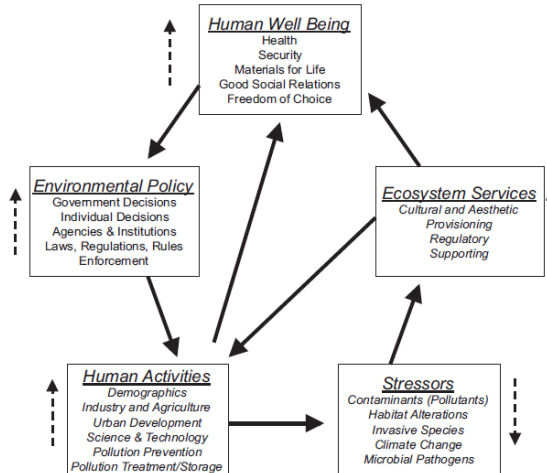 Human Well Being
Health
Security
Materials for Life
Good Social Relations
Freedom of Choice
Environmental Policy
Government Decisions
Individual Decisions
Agencies & Institutions
Laws, Regulations, Rules
Enforcement
Ecosystem Services
Cultural and Aesthetic
Provisioning
Regulatory
Supporting
Human Activities
Demographics
Industry and Agriculture
Urban Development
Science & Technology
Pollution Prevention
Pollution Treatment/Storage
Stressors
Contaminants (Pollutants)
Habitat Alterations
Invasive Species
Climate Change
Microbial Pathogens